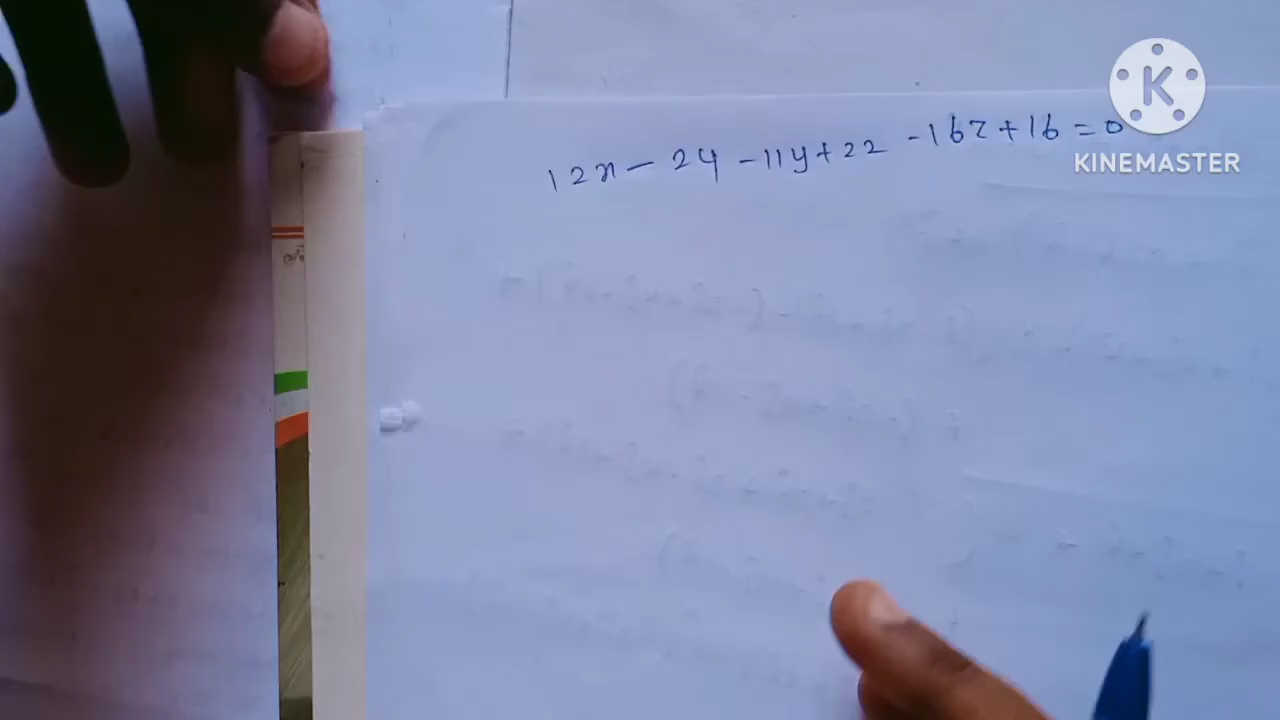 12x - 24 - 11y + 22 - 16z + 16 = 0
KINEMASTER